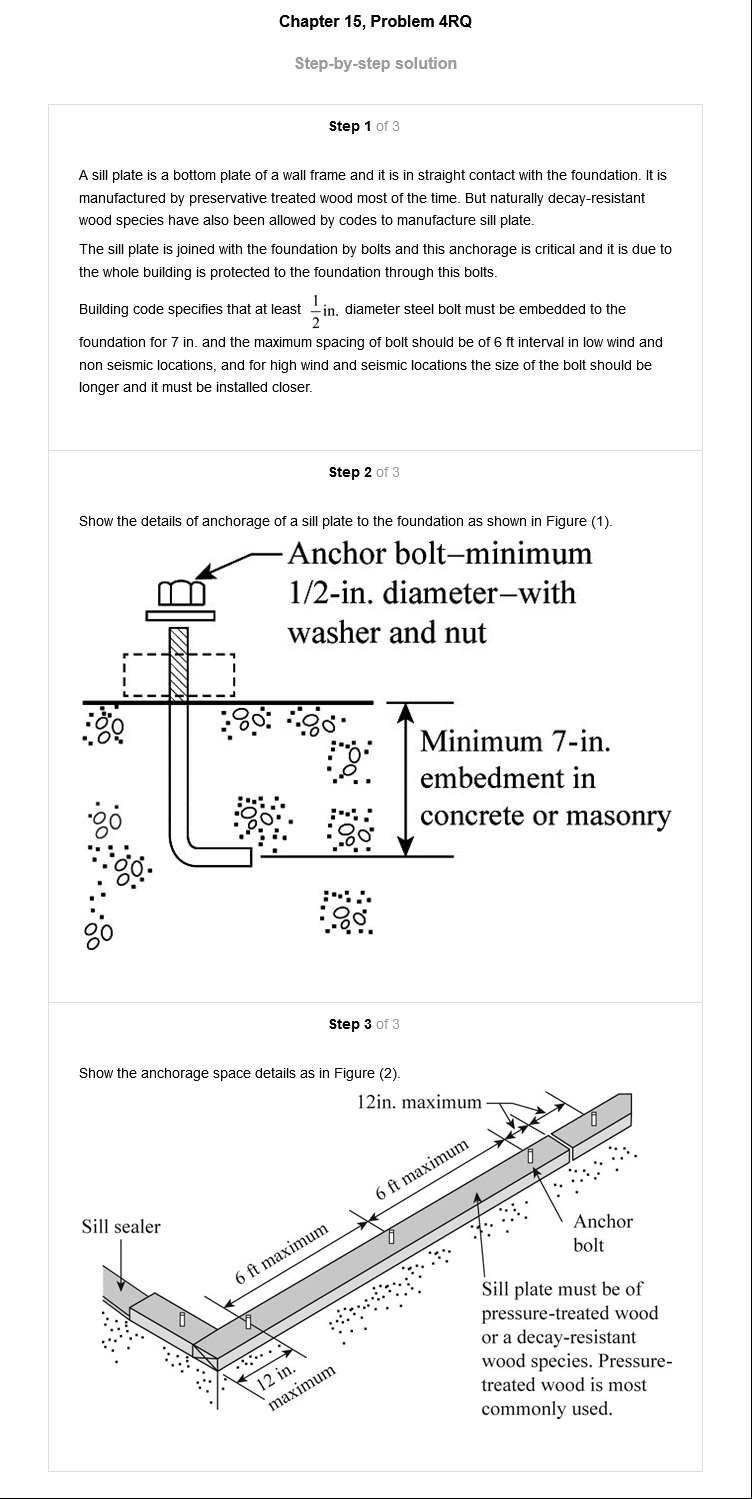 Chapter 15, Problem 4RQ
Step-by-step solution
Step 1 of 3
A sill plate is a bottom plate of a wall frame and it is in straight contact with the foundation. It is
manufactured by preservative treated wood most of the time. But naturally decay-resistant
wood species have also been allowed by codes to manufacture sill plate.
The sill plate is joined with the foundation by bolts and this anchorage is critical and it is due to
the whole building is protected to the foundation through this bolts.
Building code specifies that at least 1/2 in. diameter steel bolt must be embedded to the
foundation for 7 in. and the maximum spacing of bolt should be of 6 ft interval in low wind and
non seismic locations, and for high wind and seismic locations the size of the bolt should be
longer and it must be installed closer.
Step 2 of 3
Show the details of anchorage of a sill plate to the foundation as shown in Figure (1).
Anchor bolt–minimum
1/2-in. diameter–with
washer and nut
Minimum 7-in.
embedment in
concrete or masonry
Step 3 of 3
Show the anchorage space details as in Figure (2).
12in. maximum
6 ft maximum
6 ft maximum
Sill sealer
Anchor
bolt
12 in.
maximum
Sill plate must be of
pressure-treated wood
or a decay-resistant
wood species. Pressure-
treated wood is most
commonly used.